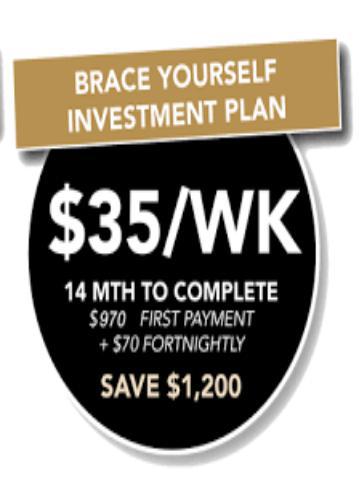 BRACE YOURSELF
INVESTMENT PLAN
$35/WK
14 MTH TO COMPLETE
$970 FIRST PAYMENT
+ $70 FORTNIGHTLY
SAVE $1,200